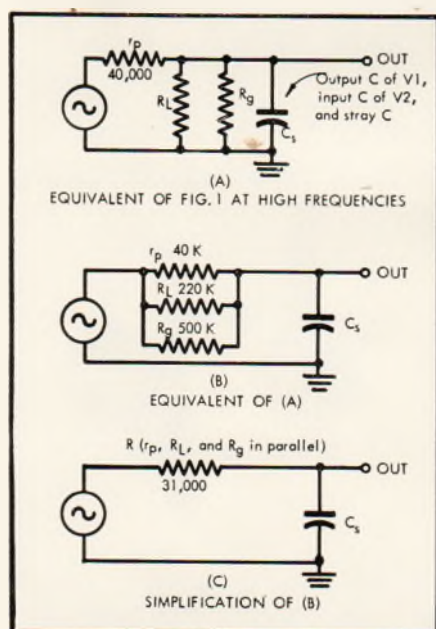 rp
40,000
RL
Rg
Cs
OUT
Output C of V1,
input C of V2,
and stray C
(A)
EQUIVALENT OF FIG. 1 AT HIGH FREQUENCIES
rp 40 K
RL 220 K
Rg 500 K
OUT
Cs
(B)
EQUIVALENT OF (A)
R (rp, RL, and Rg in parallel)
31,000
OUT
Cs
(C)
SIMPLIFICATION OF (B)